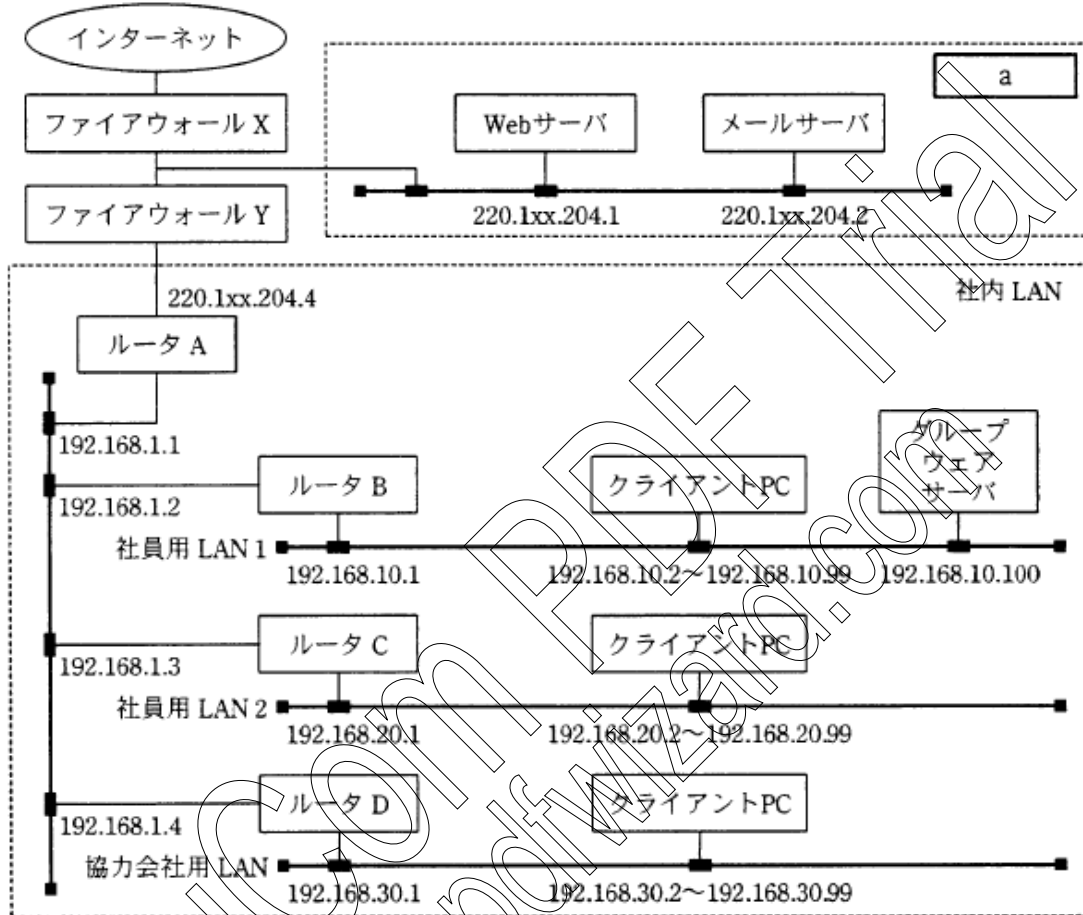 インターネット
ファイアウォール X
ファイアウォール Y
a
Webサーバ
メールサーバ
220.1xx.204.1
220.1xx.204.2
社内 LAN
220.1xx.204.4
ルータ A
192.168.1.1
192.168.1.2
ルータ B
クライアントPC
グループ
ウェア
サーバ
社員用 LAN 1
192.168.10.1
192.168.10.2～192.168.10.99
192.168.10.100
192.168.1.3
ルータ C
クライアントPC
社員用 LAN 2
192.168.20.1
192.168.20.2～192.168.20.99
192.168.1.4
ルータ D
クライアントPC
協力会社用 LAN
192.168.30.1
192.168.30.2～192.168.30.99
Com PDF Trial
pdfwizard.com